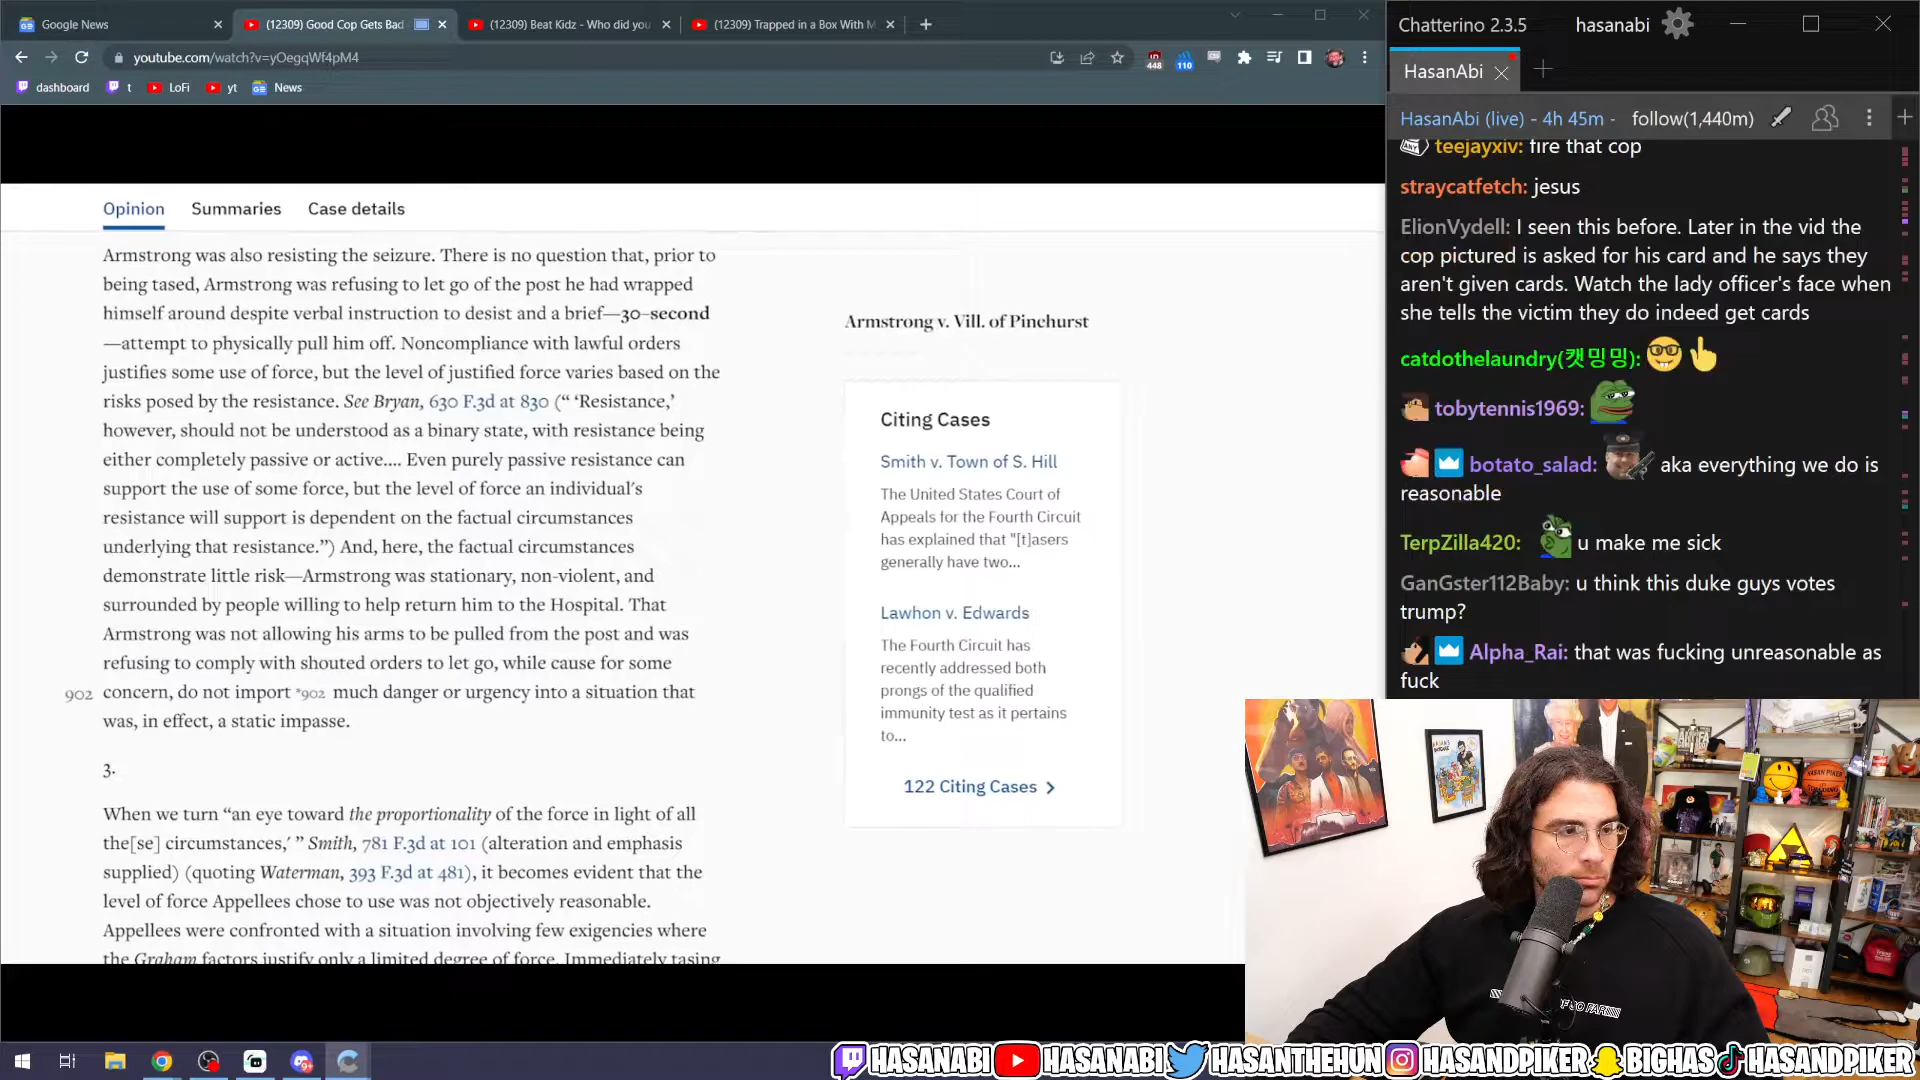 Google News
(12309) Good Cop Gets Bad
(12309) Beat Kidz - Who did you
(12309) Trapped in a Box With M
youtube.com/watch?v=yOegqWf4pM4
448
110
dashboard
t
LoFi
yt
News
Opinion
Summaries
Case details
Armstrong was also resisting the seizure. There is no question that, prior to
being tased, Armstrong was refusing to let go of the post he had wrapped
himself around despite verbal instruction to desist and a brief—30-second
—attempt to physically pull him off. Noncompliance with lawful orders
justifies some use of force, but the level of justified force varies based on the
risks posed by the resistance. See Bryan, 630 F.3d at 830 (“ ‘Resistance,’
however, should not be understood as a binary state, with resistance being
either completely passive or active.... Even purely passive resistance can
support the use of some force, but the level of force an individual's
resistance will support is dependent on the factual circumstances
underlying that resistance.”) And, here, the factual circumstances
demonstrate little risk—Armstrong was stationary, non-violent, and
surrounded by people willing to help return him to the Hospital. That
Armstrong was not allowing his arms to be pulled from the post and was
refusing to comply with shouted orders to let go, while cause for some
902 concern, do not import *902 much danger or urgency into a situation that
was, in effect, a static impasse.
3.
When we turn “an eye toward the proportionality of the force in light of all
the[se] circumstances,′ ” Smith, 781 F.3d at 101 (alteration and emphasis
supplied) (quoting Waterman, 393 F.3d at 481), it becomes evident that the
level of force Appellees chose to use was not objectively reasonable.
Appellees were confronted with a situation involving few exigencies where
the Graham factors justify only a limited degree of force. Immediately tasing
Armstrong v. Vill. of Pinehurst
Citing Cases
Smith v. Town of S. Hill
The United States Court of
Appeals for the Fourth Circuit
has explained that "[t]asers
generally have two...
Lawhon v. Edwards
The Fourth Circuit has
recently addressed both
prongs of the qualified
immunity test as it pertains
to...
122 Citing Cases
Chatterino 2.3.5
hasanabi
HasanAbi
HasanAbi (live) - 4h 45m -
follow(1,440m)
teejayxiv: fire that cop
straycatfetch: jesus
ElionVydell: I seen this before. Later in the vid the
cop pictured is asked for his card and he says they
aren't given cards. Watch the lady officer's face when
she tells the victim they do indeed get cards
catdothelaundry(캣밍밍):
tobytennis1969:
botato_salad: aka everything we do is
reasonable
TerpZilla420: u make me sick
GanGster112Baby: u think this duke guys votes
trump?
Alpha_Rai: that was fucking unreasonable as
fuck
HASANABI
HASANABI
HASANTHEHUN
HASANDPIKER
BIGHAS
HASANDPIKER